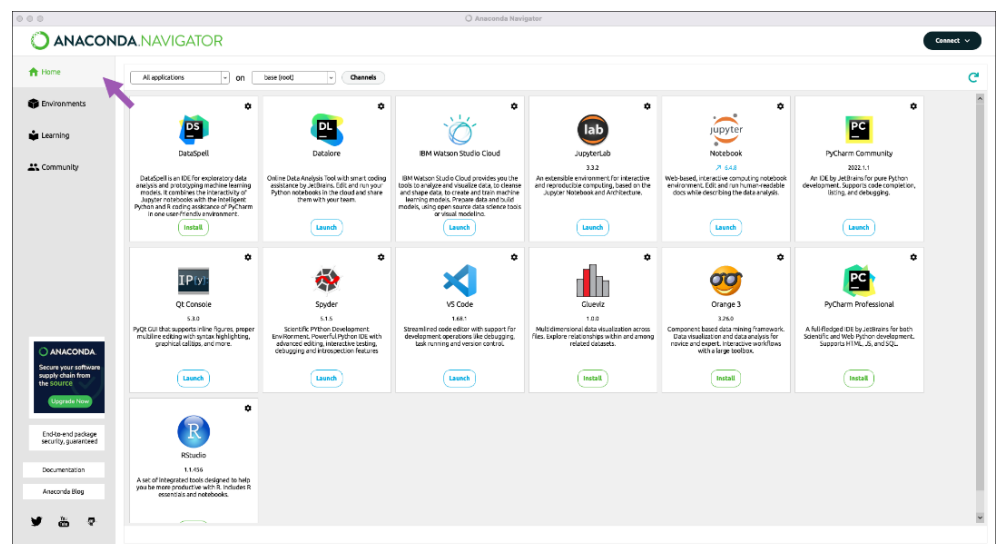 Anaconda Navigator
ANACONDA.NAVIGATOR
Connect
Home
All applications
on
base (root)
Channels
Environments
Learning
Community
DS
DataSpell
DataSpell is an IDE for exploratory data
analysis and prototyping machine learning
models. It combines the interactivity of
Jupyter notebooks with the intelligent
Python and R coding assistance of PyCharm
in one user-friendly environment.
Install
DL
Datalore
Online Data Analysis Tool with smart coding
assistance by JetBrains. Edit and run your
Python notebooks in the cloud and share
them with your team.
Launch
IBM Watson Studio Cloud
IBM Watson Studio Cloud provides you the
tools to analyze and visualize data, to cleanse
and shape data, to create and train machine
learning models. Prepare data and build
models, using open source data science tools
or visual modeling.
Launch
lab
JupyterLab
3.3.2
An extensible environment for interactive
and reproducible computing, based on the
Jupyter Notebook and Architecture.
Launch
jupyter
Notebook
6.4.8
Web-based, interactive computing notebook
environment. Edit and run human-readable
docs while describing the data analysis.
Launch
PC
PyCharm Community
2022.1.1
An IDE by JetBrains for pure Python
development. Supports code completion,
listing, and debugging.
Launch
IP[y]:
Qt Console
5.3.0
PyQt GUI that supports inline figures, proper
multiline editing with syntax highlighting,
graphical calltips, and more.
Launch
Spyder
5.1.5
Scientific PYthon Development
EnviRonment. Powerful Python IDE with
advanced editing, interactive testing,
debugging and introspection features
Launch
VS Code
1.68.1
Streamlined code editor with support for
development operations like debugging,
task running and version control.
Launch
Glueviz
1.0.0
Multidimensional data visualization across
files. Explore relationships within and among
related datasets.
Install
Orange 3
3.26.0
Component based data mining framework.
Data visualization and data analysis for
novice and expert. Interactive workflows
with a large toolbox.
Install
PC
PyCharm Professional
A full-fledged IDE by JetBrains for both
Scientific and Web Python development.
Supports HTML, JS, and SQL.
Install
R
RStudio
1.1.456
A set of integrated tools designed to help
you be more productive with R. Includes R
essentials and notebooks.
ANACONDA.
Secure your software
supply chain from
the source
Upgrade Now
End-to-end package
security, guaranteed
Documentation
Anaconda Blog